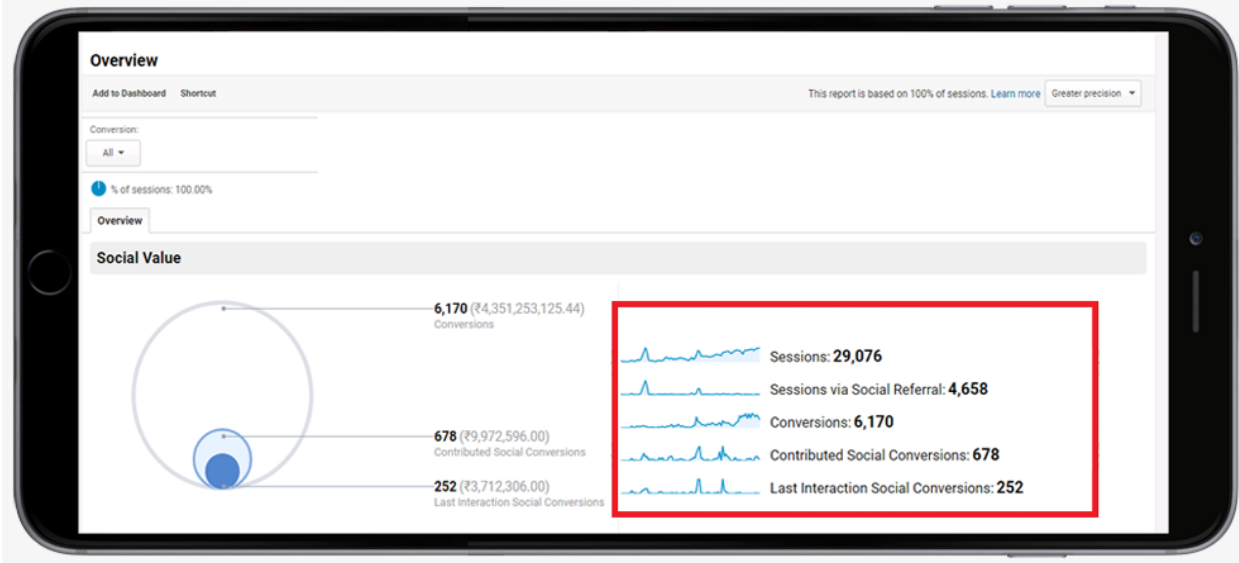 Overview
Add to Dashboard Shortcut
This report is based on 100% of sessions. Learn more Greater precision
Conversion:
All
% of sessions: 100.00%
Overview
Social Value
6,170 (₹4,351,253,125.44)
Conversions
678 (₹9,972,596.00)
Contributed Social Conversions
252 (₹3,712,306.00)
Last Interaction Social Conversions
Sessions: 29,076
Sessions via Social Referral: 4,658
Conversions: 6,170
Contributed Social Conversions: 678
Last Interaction Social Conversions: 252